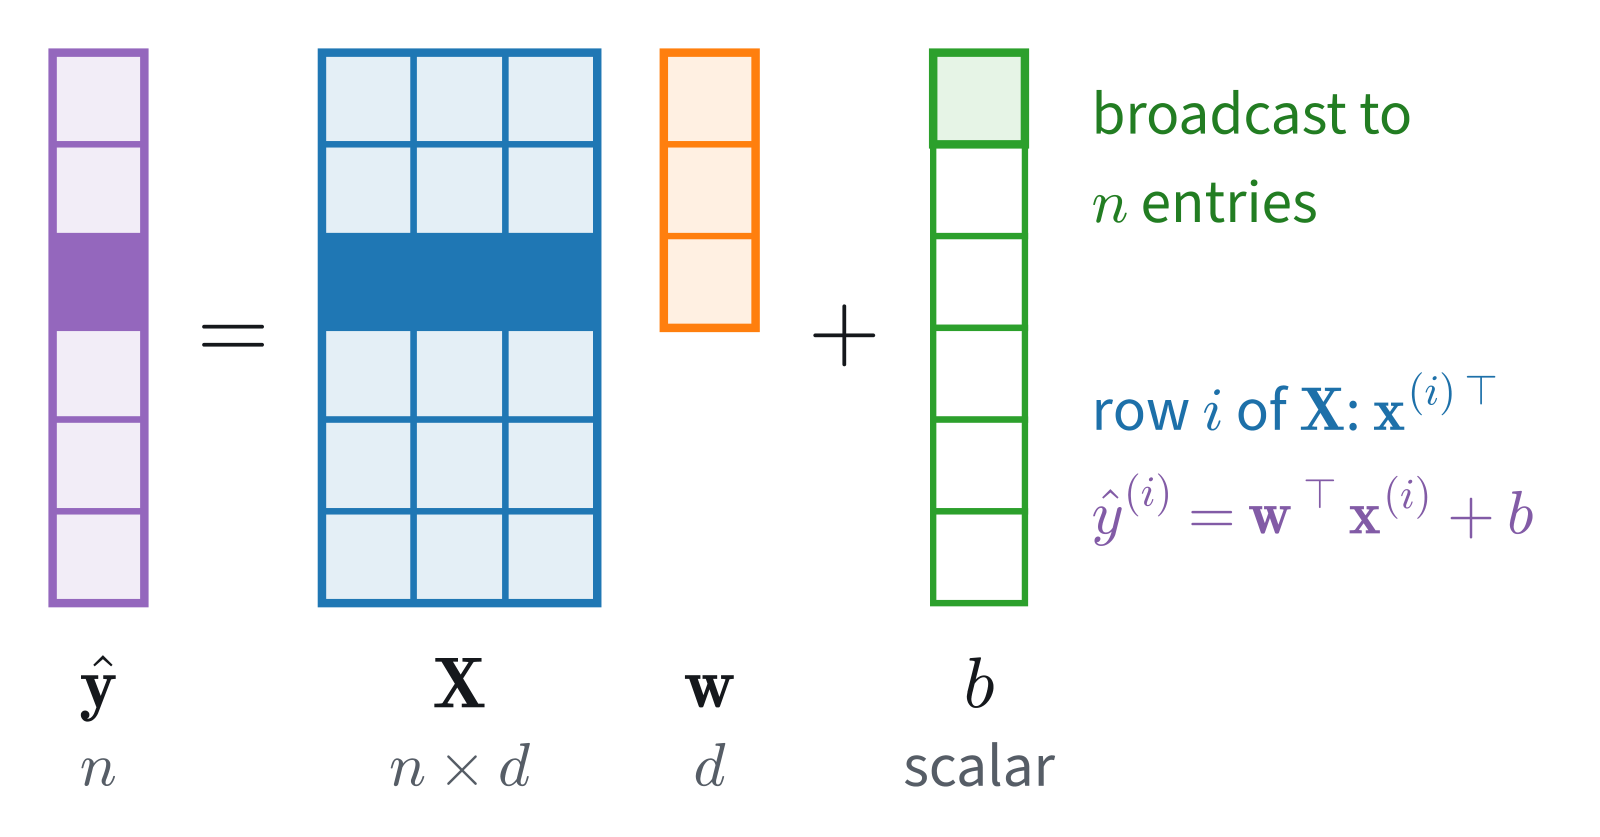 broadcast to
n entries
=
+
row i of X: x^(i) ⊤
ŷ^(i) = w ⊤ x^(i) + b
ŷ X w b
n n × d d scalar